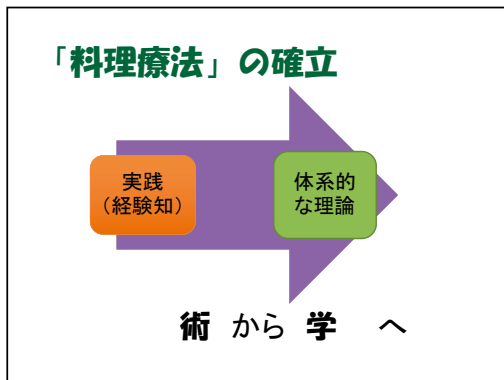 「料理療法」の確立
実践
（経験知）
体系的
な理論
術 から 学 へ